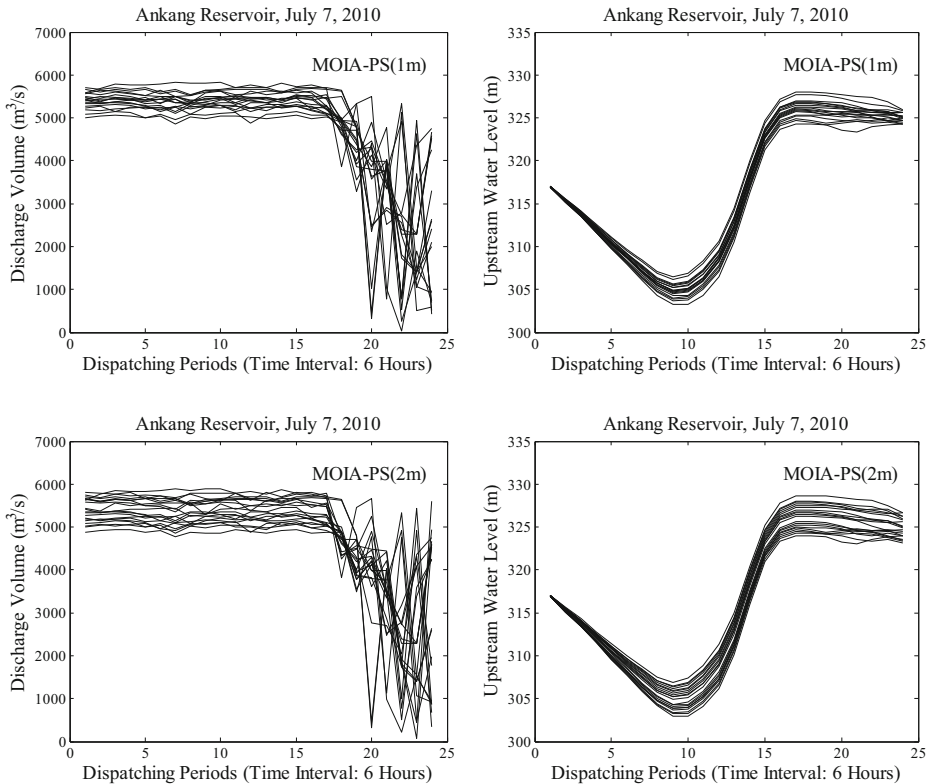 Ankang Reservoir, July 7, 2010
7000
6000
5000
4000
3000
2000
1000
0
Discharge Volume (m³/s)
MOIA-PS(1m)
0 5 10 15 20 25
Dispatching Periods (Time Interval: 6 Hours)
Ankang Reservoir, July 7, 2010
335
330
325
320
315
310
305
300
Upstream Water Level (m)
MOIA-PS(1m)
0 5 10 15 20 25
Dispatching Periods (Time Interval: 6 Hours)
Ankang Reservoir, July 7, 2010
7000
6000
5000
4000
3000
2000
1000
0
Discharge Volume (m³/s)
MOIA-PS(2m)
0 5 10 15 20 25
Dispatching Periods (Time Interval: 6 Hours)
Ankang Reservoir, July 7, 2010
335
330
325
320
315
310
305
300
Upstream Water Level (m)
MOIA-PS(2m)
0 5 10 15 20 25
Dispatching Periods (Time Interval: 6 Hours)